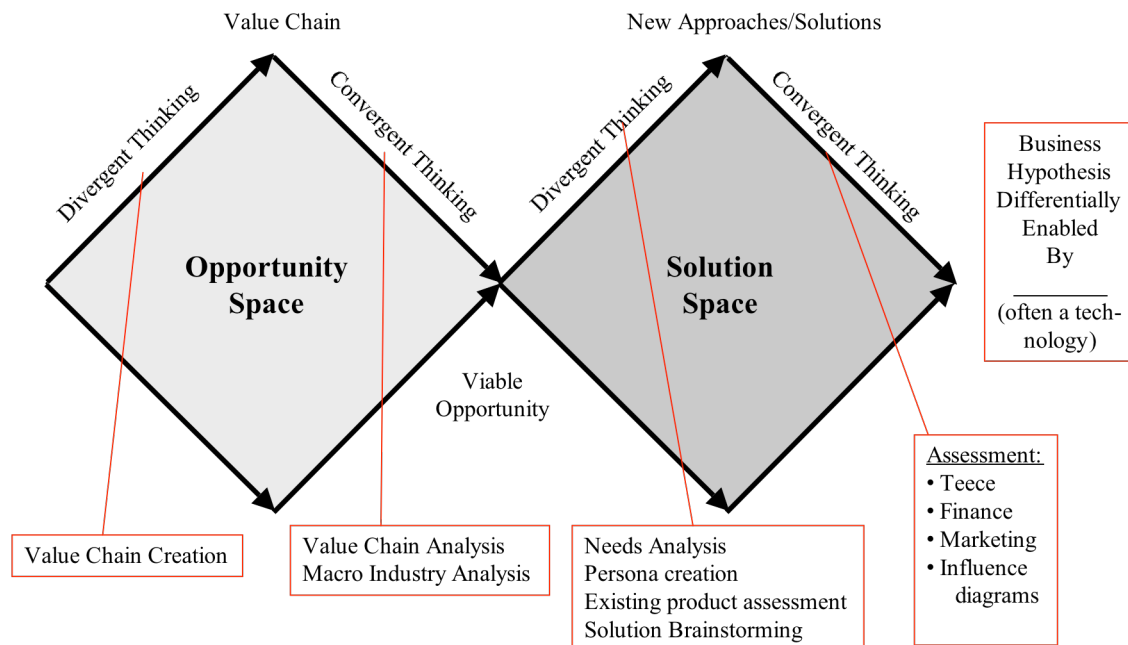 Value Chain
New Approaches/Solutions
Divergent Thinking
Convergent Thinking
Divergent Thinking
Convergent Thinking
Opportunity
Space
Solution
Space
Viable
Opportunity
Business
Hypothesis
Differentially
Enabled
By
________
(often a tech-
nology)
Value Chain Creation
Value Chain Analysis
Macro Industry Analysis
Needs Analysis
Persona creation
Existing product assessment
Solution Brainstorming
Assessment:
• Teece
• Finance
• Marketing
• Influence
diagrams